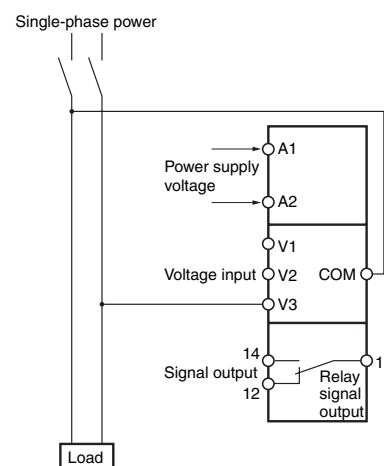 Single-phase power
A1
Power supply
voltage
A2
V1
Voltage input
V2
COM
V3
14
Signal output
12
Relay
signal
output
Load